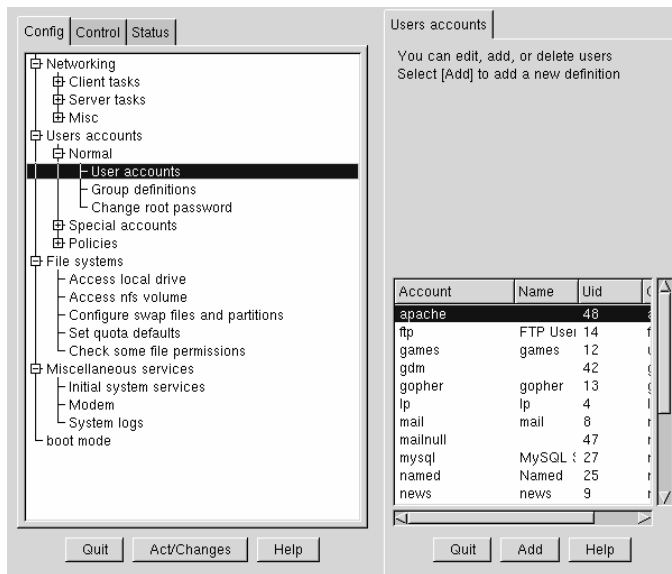 Config Control Status
Networking
Client tasks
Server tasks
Misc
Users accounts
Normal
User accounts
Group definitions
Change root password
Special accounts
Policies
File systems
Access local drive
Access nfs volume
Configure swap files and partitions
Set quota defaults
Check some file permissions
Miscellaneous services
Initial system services
Modem
System logs
boot mode
Quit Act/Changes Help
Users accounts
You can edit, add, or delete users
Select [Add] to add a new definition
Account Name Uid
apache 48
ftp FTP User 14
games games 12
gdm 42
gopher gopher 13
lp lp 4
mail mail 8
mailnull 47
mysql MySQL S 27
named Named 25
news news 9
Quit Add Help